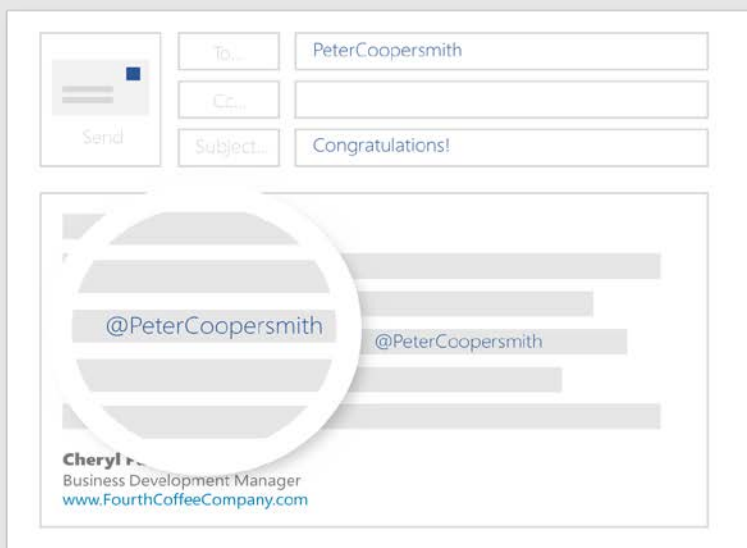 To...
PeterCoopersmith
Cc...
Send
Subject...
Congratulations!
@PeterCoopersmith
@PeterCoopersmith
Cheryl
Business Development Manager
www.FourthCoffeeCompany.com